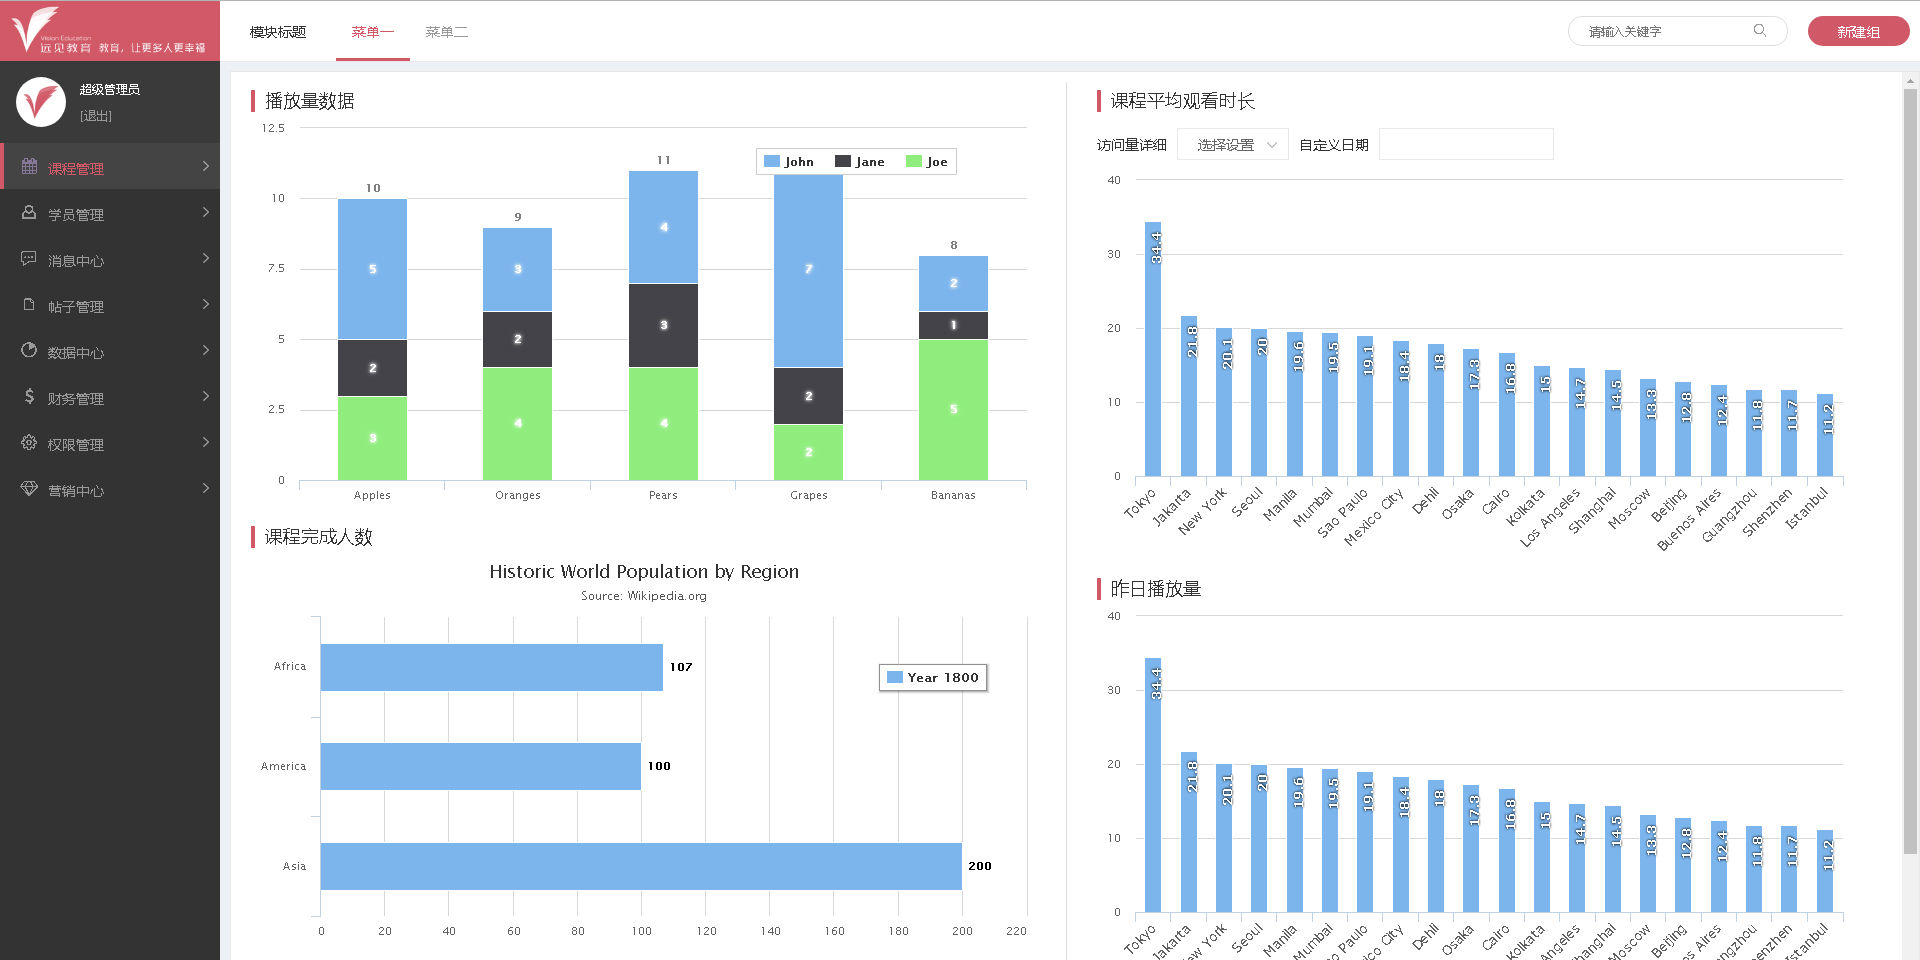 Vision Education
远见教育 教育，让更多人更幸福
模块标题
菜单一
菜单二
请输入关键字
新建组
超级管理员
[退出]
课程管理
学员管理
消息中心
帖子管理
数据中心
财务管理
权限管理
营销中心
播放量数据
12.5
10
7.5
5
2.5
0
John Jane Joe
10
5
2
3
9
3
2
4
11
4
3
4
7
2
2
8
2
1
5
Apples Oranges Pears Grapes Bananas
课程完成人数
Historic World Population by Region
Source: Wikipedia.org
Africa
107
America
100
Asia
200
Year 1800
0 20 40 60 80 100 120 140 160 180 200 220
课程平均观看时长
访问量详细 选择设置 自定义日期
40
30
20
10
0
34.4 21.8 20.1 20 19.6 19.5 19.1 18.4 18 17.3 16.8 15 14.7 14.5 13.3 12.8 12.4 11.8 11.7 11.2
Tokyo Jakarta New York Seoul Manila Mumbai Sao Paulo Mexico City Dehli Osaka Cairo Kolkata Los Angeles Shanghai Moscow Beijing Buenos Aires Guangzhou Shenzhen Istanbul
昨日播放量
40
30
20
10
0
34.4 21.8 20.1 20 19.6 19.5 19.1 18.4 18 17.3 16.8 15 14.7 14.5 13.3 12.8 12.4 11.8 11.7 11.2
Tokyo Jakarta ew York Seoul Manila Mumbai o Paulo co City Dehli Osaka Cairo Kolkata Angeles hanghai Moscow Beijing os Aires ngzhou enzhen stanbul